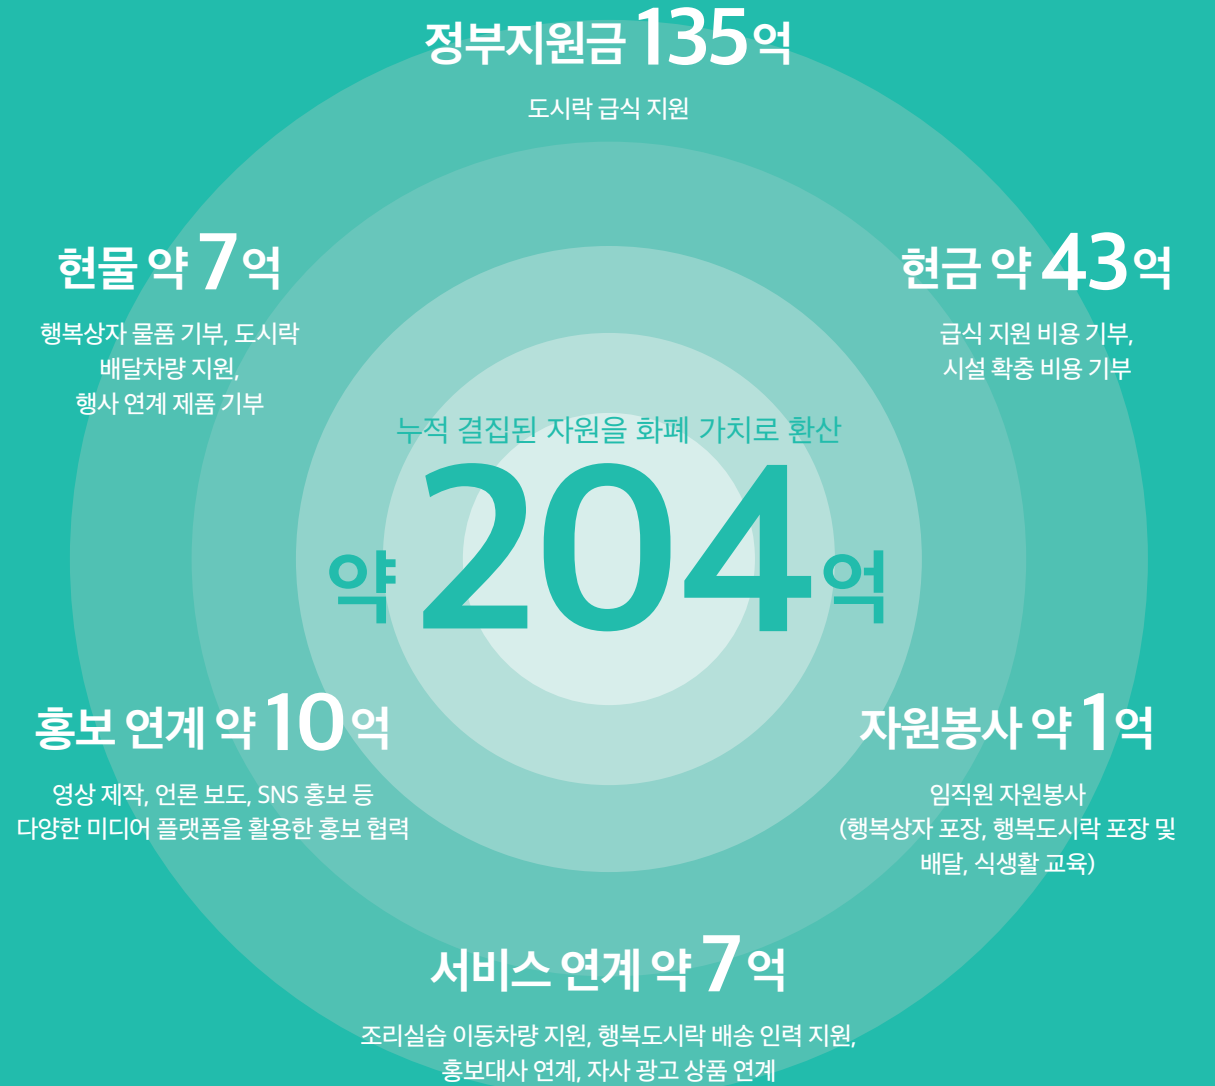 정부지원금 135억
도시락 급식 지원
현물 약 7억
행복상자 물품 기부, 도시락
배달차량 지원,
행사 연계 제품 기부
현금 약 43억
급식 지원 비용 기부,
시설 확충 비용 기부
누적 결집된 자원을 화폐 가치로 환산
약 204억
홍보 연계 약 10억
영상 제작, 언론 보도, SNS 홍보 등
다양한 미디어 플랫폼을 활용한 홍보 협력
자원봉사 약 1억
임직원 자원봉사
(행복상자 포장, 행복도시락 포장 및
배달, 식생활 교육)
서비스 연계 약 7억
조리실습 이동차량 지원, 행복도시락 배송 인력 지원,
홍보대사 연계, 자사 광고 상품 연계